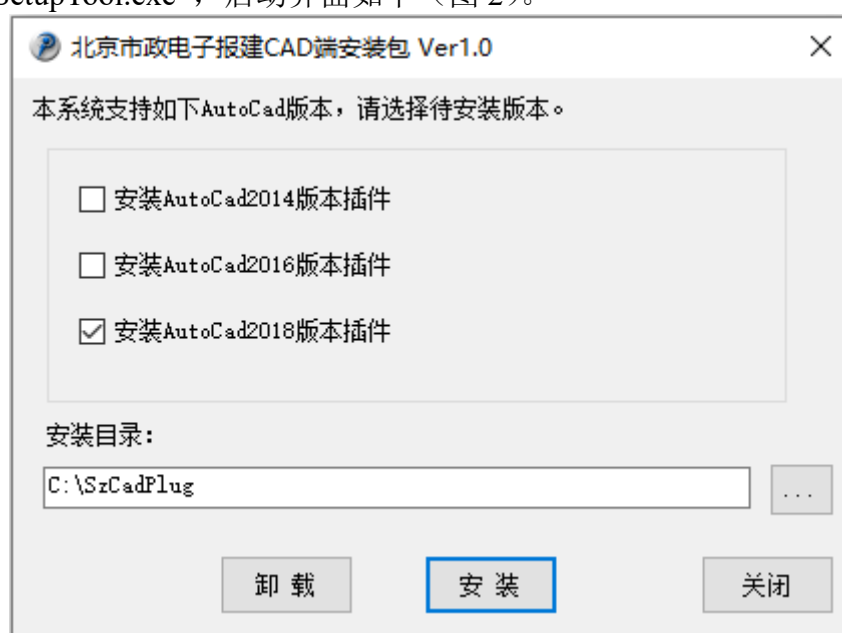 SetupTool.exe”，启动界面如下（图 2）。
北京市政电子报建CAD端安装包 Ver1.0
本系统支持如下AutoCad版本，请选择待安装版本。
安装AutoCad2014版本插件
安装AutoCad2016版本插件
安装AutoCad2018版本插件
安装目录：
C:\SzCadPlug
...
卸 载
安 装
关闭